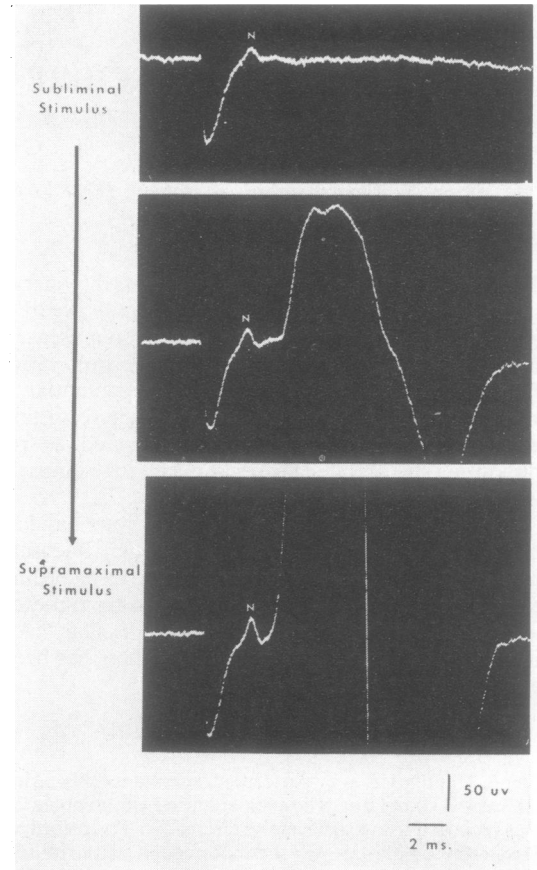 N
Subliminal
Stimulus
N
N
Supramaximal
Stimulus
50 uv
2 ms.